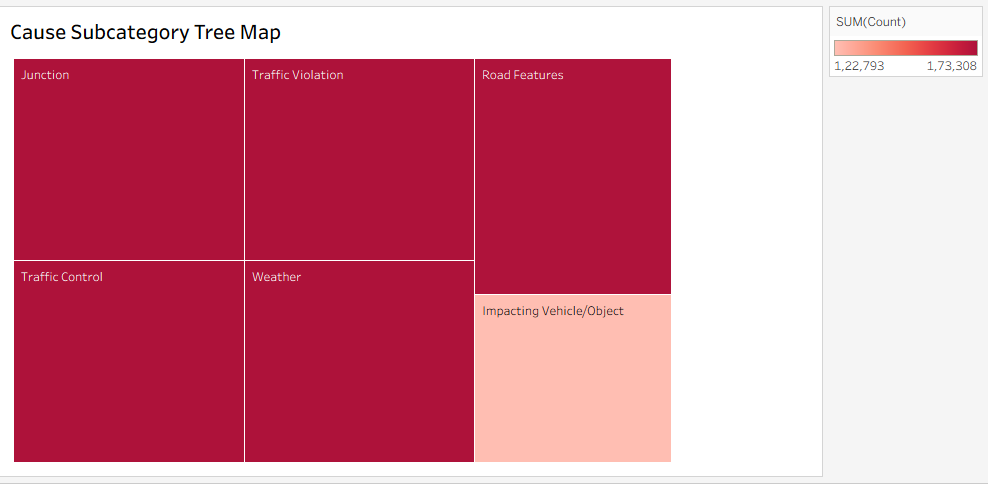 Cause Subcategory Tree Map
Junction
Traffic Violation
Road Features
Traffic Control
Weather
Impacting Vehicle/Object
SUM(Count)
1,22,793
1,73,308